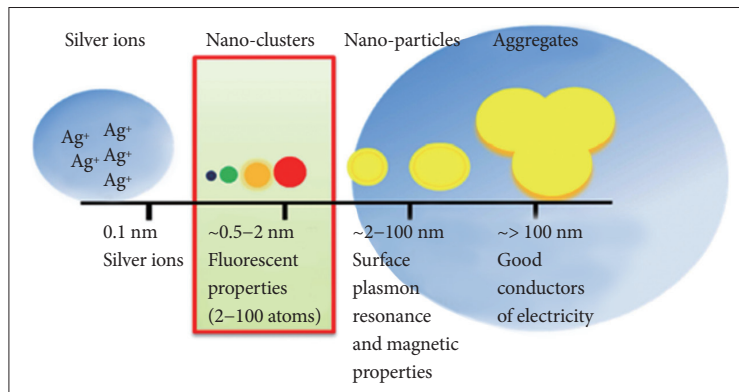 Silver ions
Nano-clusters
Nano-particles
Aggregates
Ag⁺
Ag⁺
Ag⁺
Ag⁺
Ag⁺
0.1 nm
Silver ions
~0.5–2 nm
Fluorescent
properties
(2–100 atoms)
~2–100 nm
Surface
plasmon
resonance
and magnetic
properties
~> 100 nm
Good
conductors
of electricity